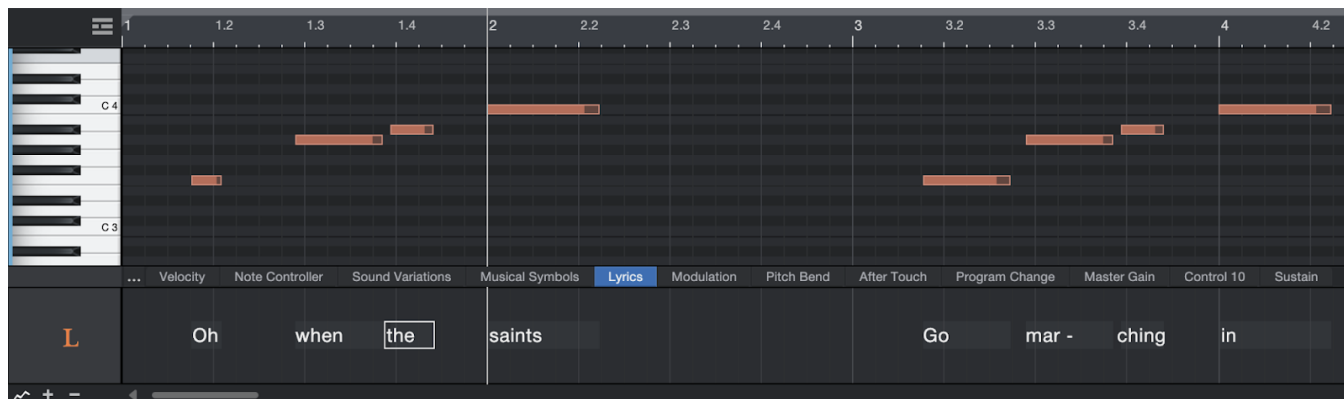 1 1.2 1.3 1.4 2 2.2 2.3 2.4 3 3.2 3.3 3.4 4 4.2
C 4
C 3
... Velocity Note Controller Sound Variations Musical Symbols Lyrics Modulation Pitch Bend After Touch Program Change Master Gain Control 10 Sustain
L Oh when the saints Go mar - ching in